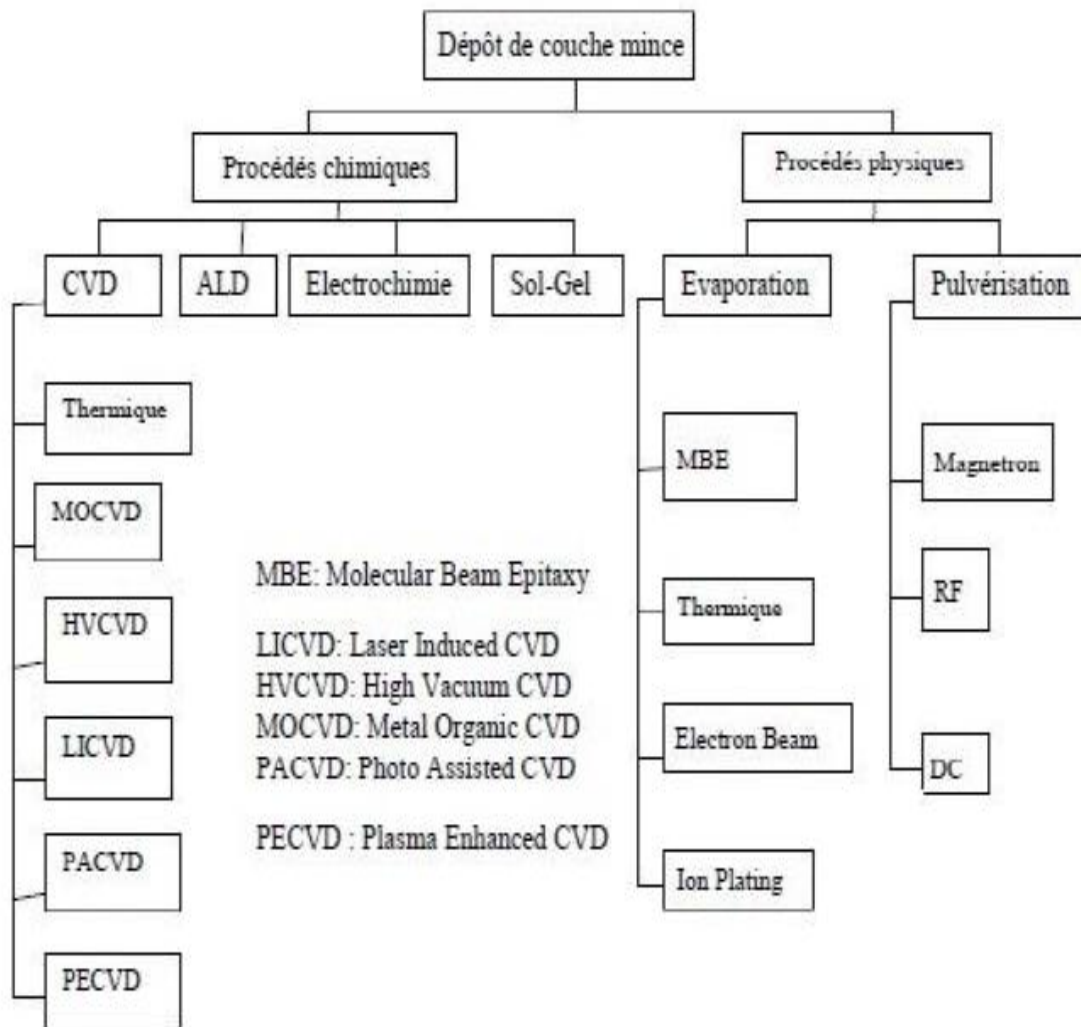 Dépôt de couche mince
Procédés chimiques
Procédés physiques
CVD
ALD
Electrochimie
Sol-Gel
Evaporation
Pulvérisation
Thermique
MOCVD
HVCVD
LICVD
PACVD
PECVD
MBE: Molecular Beam Epitaxy
LICVD: Laser Induced CVD
HVCVD: High Vacuum CVD
MOCVD: Metal Organic CVD
PACVD: Photo Assisted CVD
PECVD : Plasma Enhanced CVD
MBE
Thermique
Electron Beam
Ion Plating
Magnetron
RF
DC